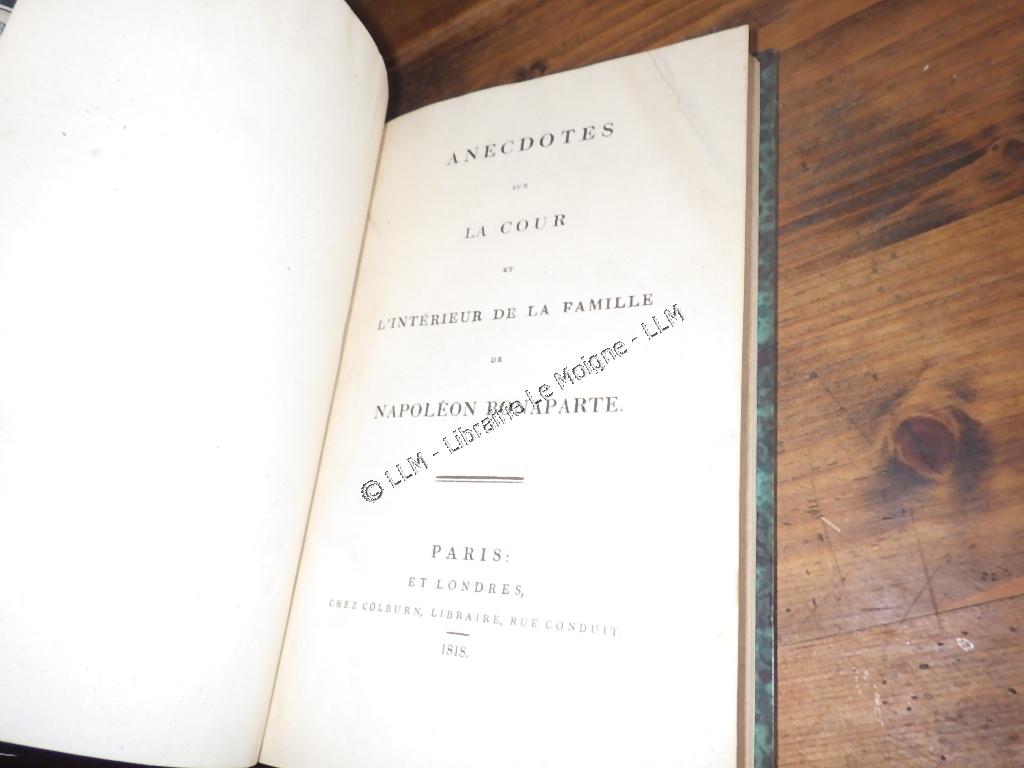 ANECDOTES
SUR
LA COUR
ET
L'INTÉRIEUR DE LA FAMILLE
DE
NAPOLÉON BONAPARTE.
© LLM - Librairie Le Moigne - LLM
PARIS:
ET LONDRES,
CHEZ COLBURN, LIBRAIRE, RUE CONDUIT.
1818.